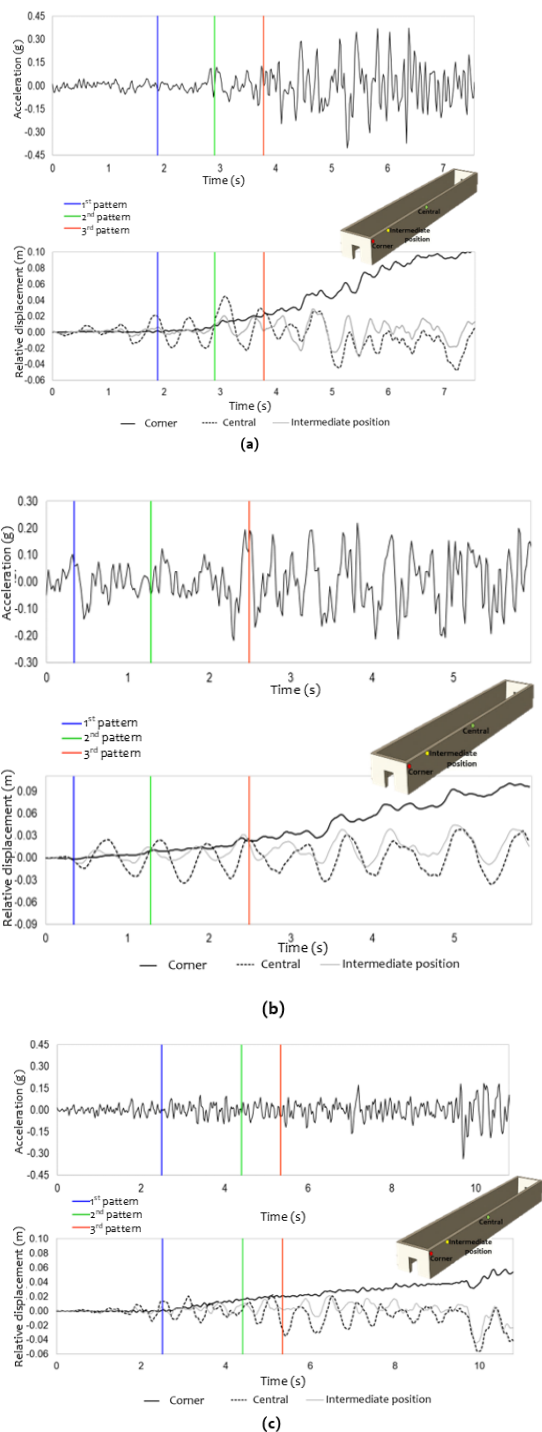 0.45
0.30
0.15
0.00
-0.15
-0.30
-0.45
Acceleration (g)
0 1 2 3 4 5 6 7
Time (s)
1st pattern
2nd pattern
3rd pattern
Central
Intermediate
position
Corner
0.10
0.08
0.06
0.04
0.02
0.00
-0.02
-0.04
-0.06
Relative displacement (m)
0 1 2 3 4 5 6 7
Time (s)
Corner Central Intermediate position
(a)
0.30
0.20
0.10
0.00
-0.10
-0.20
-0.30
Acceleration (g)
0 1 2 3 4 5
Time (s)
1st pattern
2nd pattern
3rd pattern
Central
Intermediate
position
Corner
0.09
0.06
0.03
0.00
-0.03
-0.06
-0.09
Relative displacement (m)
0 1 2 3 4 5
Time (s)
Corner Central Intermediate position
(b)
0.45
0.30
0.15
0.00
-0.15
-0.30
-0.45
Acceleration (g)
0 2 4 6 8 10
Time (s)
1st pattern
2nd pattern
3rd pattern
Central
Intermediate
position
Corner
0.10
0.08
0.06
0.04
0.02
0.00
-0.02
-0.04
-0.06
Relative displacement (m)
0 2 4 6 8 10
Time (s)
Corner Central Intermediate position
(c)